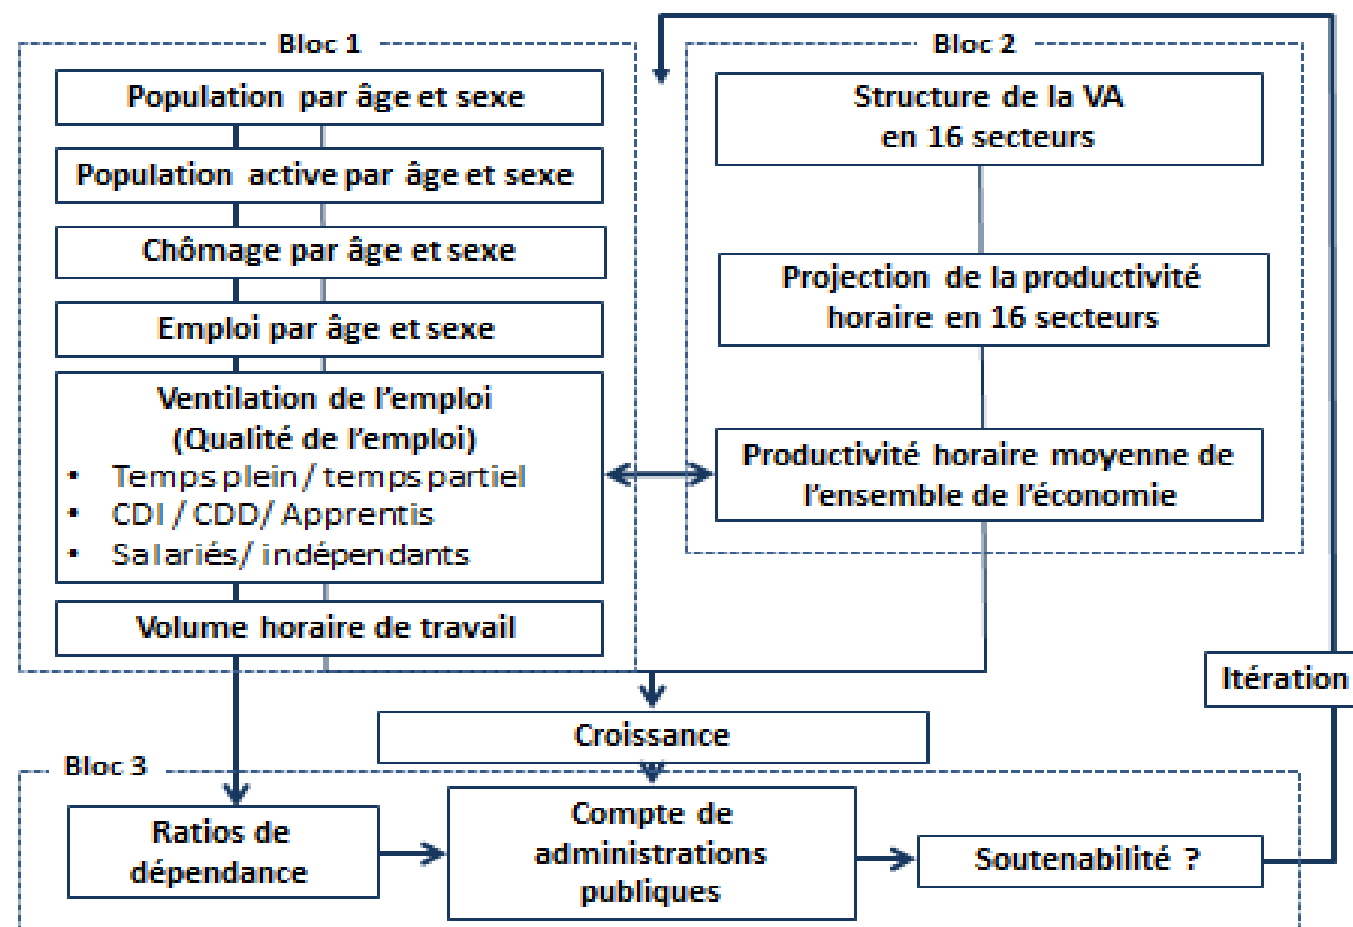 Bloc 1
Population par âge et sexe
Population active par âge et sexe
Chômage par âge et sexe
Emploi par âge et sexe
Ventilation de l'emploi
(Qualité de l'emploi)
• Temps plein / temps partiel
• CDI / CDD/ Apprentis
• Salariés/ indépendants
Volume horaire de travail
Bloc 2
Structure de la VA
en 16 secteurs
Projection de la productivité
horaire en 16 secteurs
Productivité horaire moyenne de
l'ensemble de l'économie
Itération
Croissance
Bloc 3
Ratios de
dépendance
Compte de
administrations
publiques
Soutenabilité ?